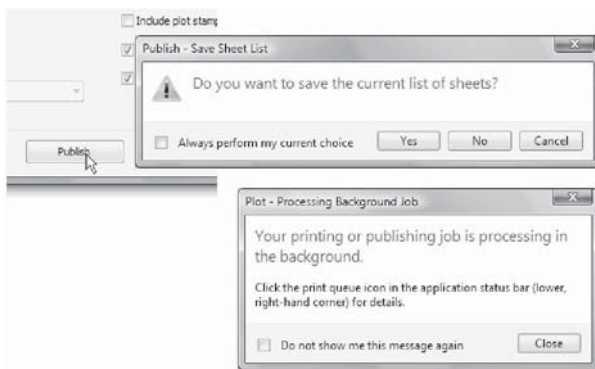 Include plot stamp
Publish - Save Sheet List
Do you want to save the current list of sheets?
Always perform my current choice
Yes
No
Cancel
Publish
Plot - Processing Background Job
Your printing or publishing job is processing in
the background.
Click the print queue icon in the application status bar (lower,
right-hand corner) for details.
Do not show me this message again
Close